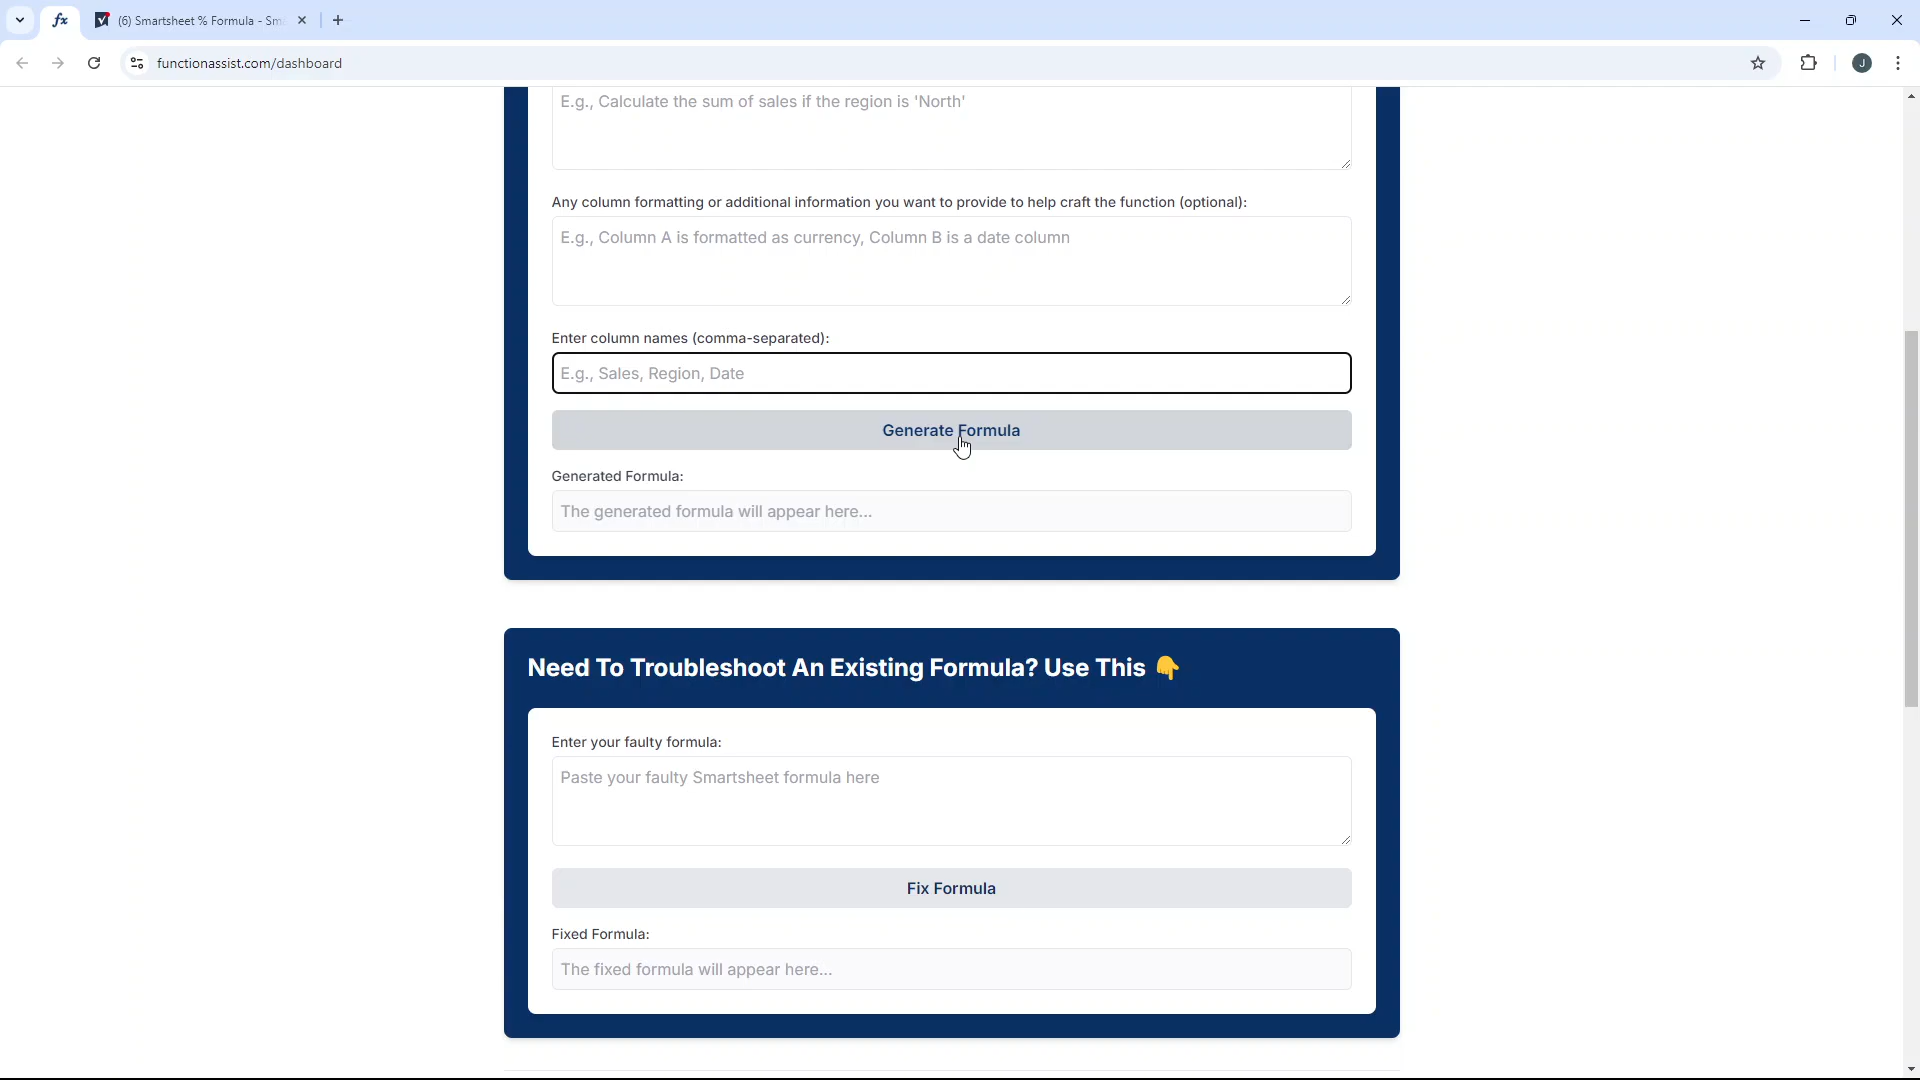 (6) Smartsheet % Formula - Sm
functionassist.com/dashboard
J
E.g., Calculate the sum of sales if the region is 'North'
Any column formatting or additional information you want to provide to help craft the function (optional):
E.g., Column A is formatted as currency, Column B is a date column
Enter column names (comma-separated):
E.g., Sales, Region, Date
Generate Formula
Generated Formula:
The generated formula will appear here...
Need To Troubleshoot An Existing Formula? Use This 👇
Enter your faulty formula:
Paste your faulty Smartsheet formula here
Fix Formula
Fixed Formula:
The fixed formula will appear here...